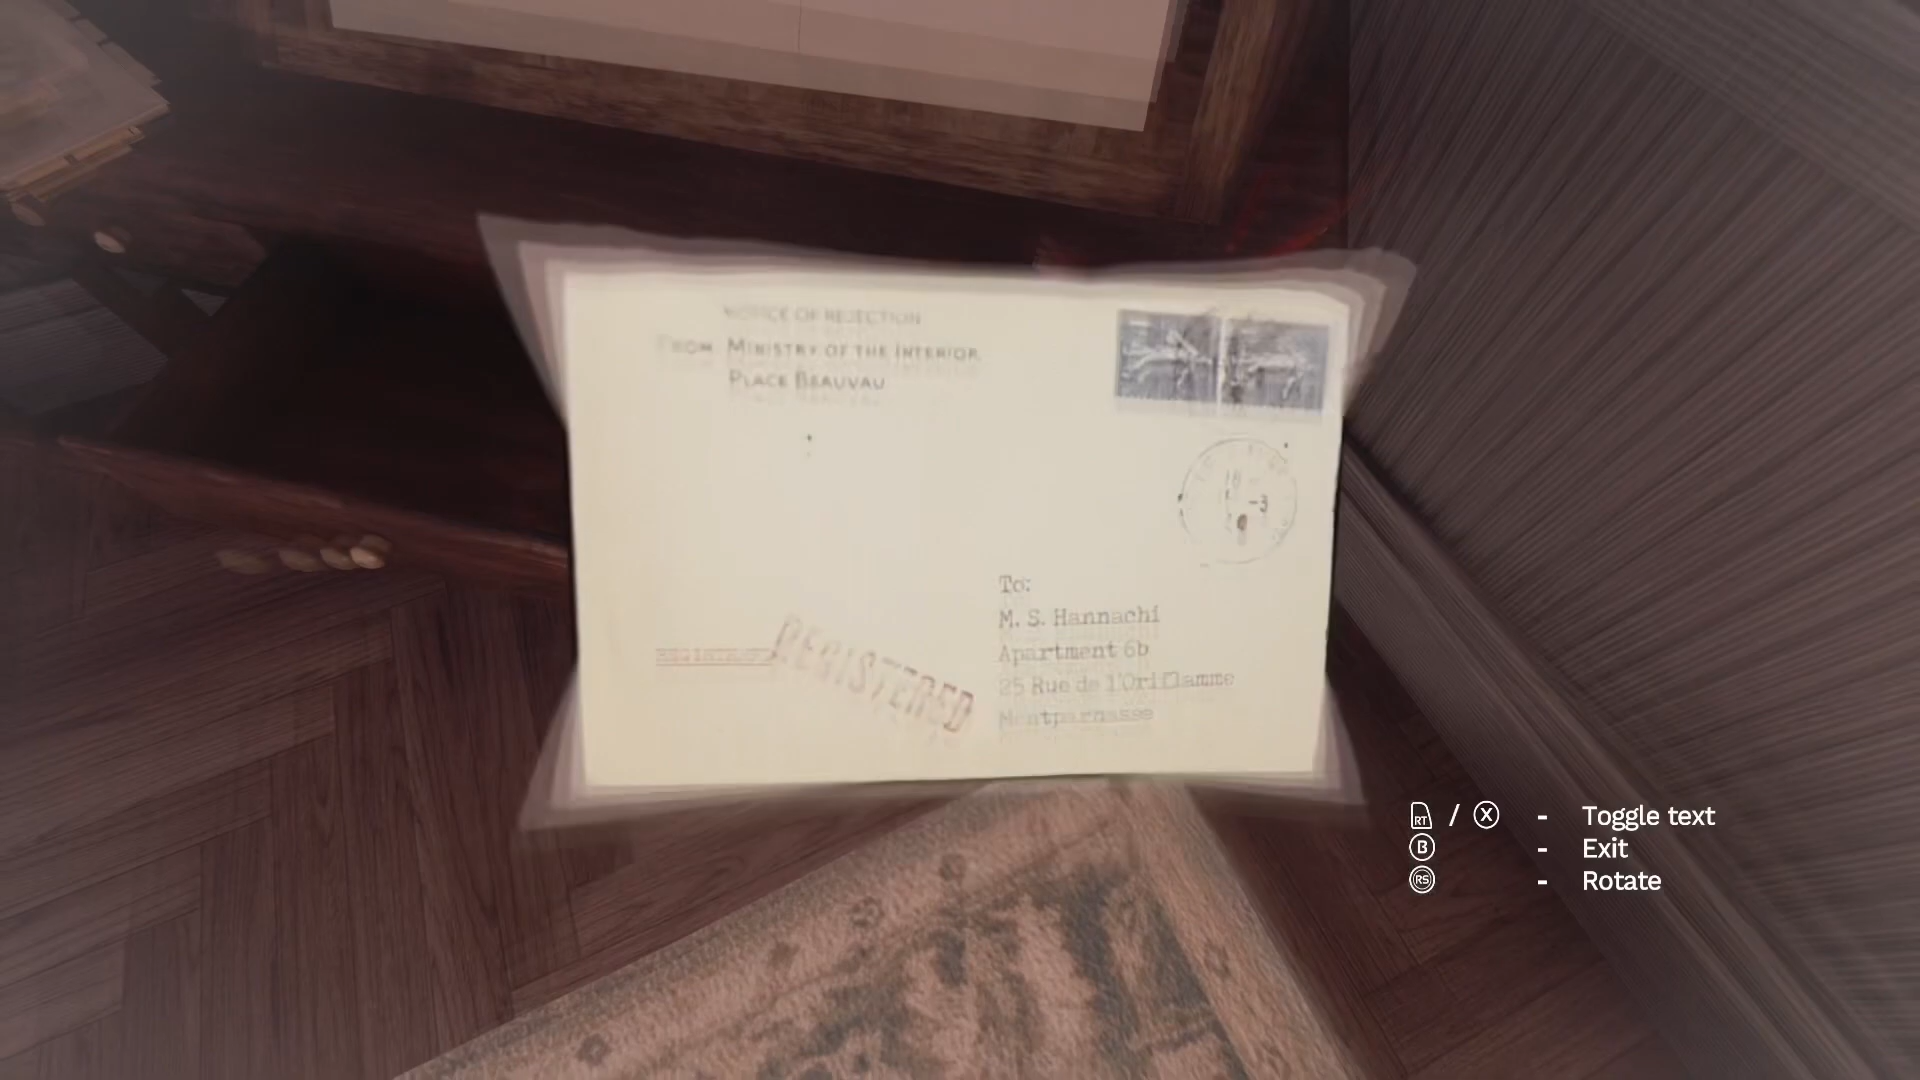 NOTICE OF REJECTION
FROM MINISTRY OF THE INTERIOR
PLACE BEAUVAU
To:
M. S. Hannachi
Apartment 6b
25 Rue de l'Oriflamme
Montparnasse
REGISTERED
REGISTERED
RT / X - Toggle text
B - Exit
RS - Rotate